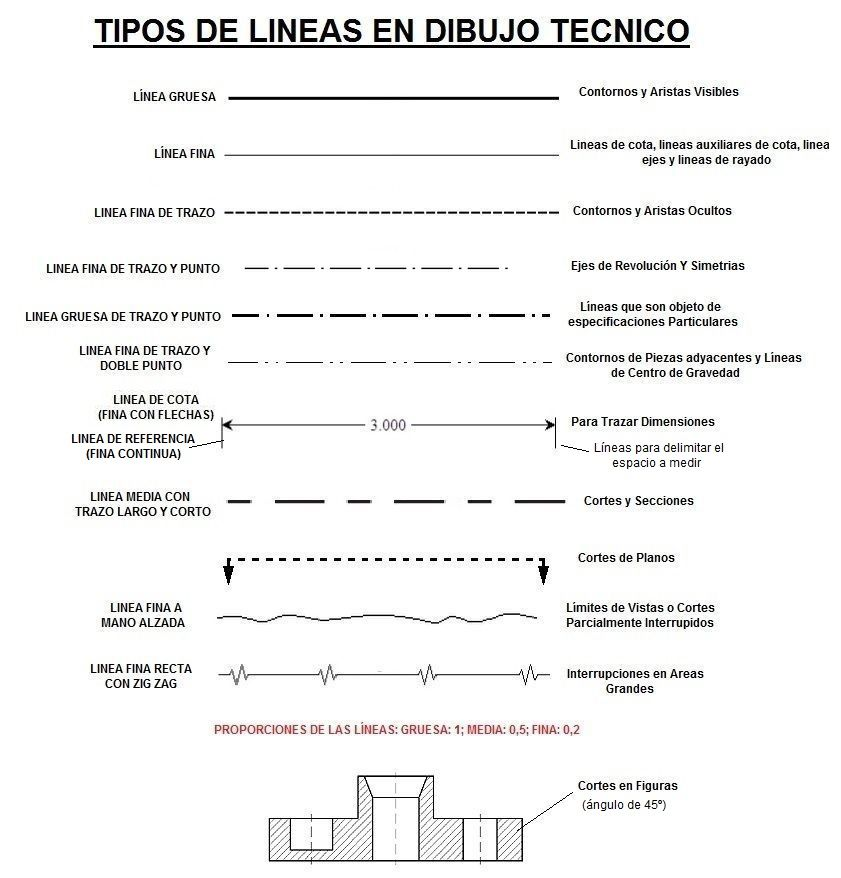 TIPOS DE LINEAS EN DIBUJO TECNICO
LÍNEA GRUESA
Contornos y Aristas Visibles
LÍNEA FINA
Lineas de cota, lineas auxiliares de cota, linea
ejes y lineas de rayado
LINEA FINA DE TRAZO
Contornos y Aristas Ocultos
LINEA FINA DE TRAZO Y PUNTO
Ejes de Revolución Y Simetrias
LINEA GRUESA DE TRAZO Y PUNTO
Líneas que son objeto de
especificaciones Particulares
LINEA FINA DE TRAZO Y
DOBLE PUNTO
Contornos de Piezas adyacentes y Líneas
de Centro de Gravedad
LINEA DE COTA
(FINA CON FLECHAS)
3.000
Para Trazar Dimensiones
LINEA DE REFERENCIA
(FINA CONTINUA)
Líneas para delimitar el
espacio a medir
LINEA MEDIA CON
TRAZO LARGO Y CORTO
Cortes y Secciones
Cortes de Planos
LINEA FINA A
MANO ALZADA
Límites de Vistas o Cortes
Parcialmente Interrupidos
LINEA FINA RECTA
CON ZIG ZAG
Interrupciones en Areas
Grandes
PROPORCIONES DE LAS LÍNEAS: GRUESA: 1; MEDIA: 0,5; FINA: 0,2
Cortes en Figuras
(ángulo de 45º)